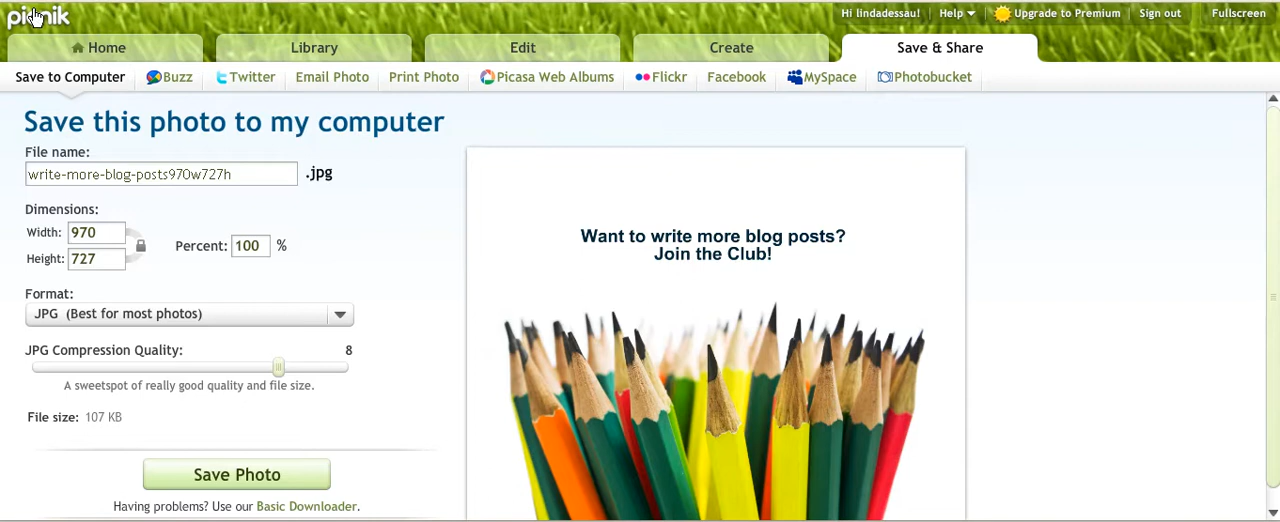 picnik
Hi lindadessau!
Help
Upgrade to Premium
Sign out
Fullscreen
Home
Library
Edit
Create
Save & Share
Save to Computer
Buzz
Twitter
Email Photo
Print Photo
Picasa Web Albums
Flickr
Facebook
MySpace
Photobucket
Save this photo to my computer
File name:
write-more-blog-posts970w727h .jpg
Dimensions:
Width: 970
Percent: 100 %
Height: 727
Format:
JPG (Best for most photos)
JPG Compression Quality: 8
A sweetspot of really good quality and file size.
File size: 107 KB
Save Photo
Having problems? Use our Basic Downloader.
Want to write more blog posts?
Join the Club!